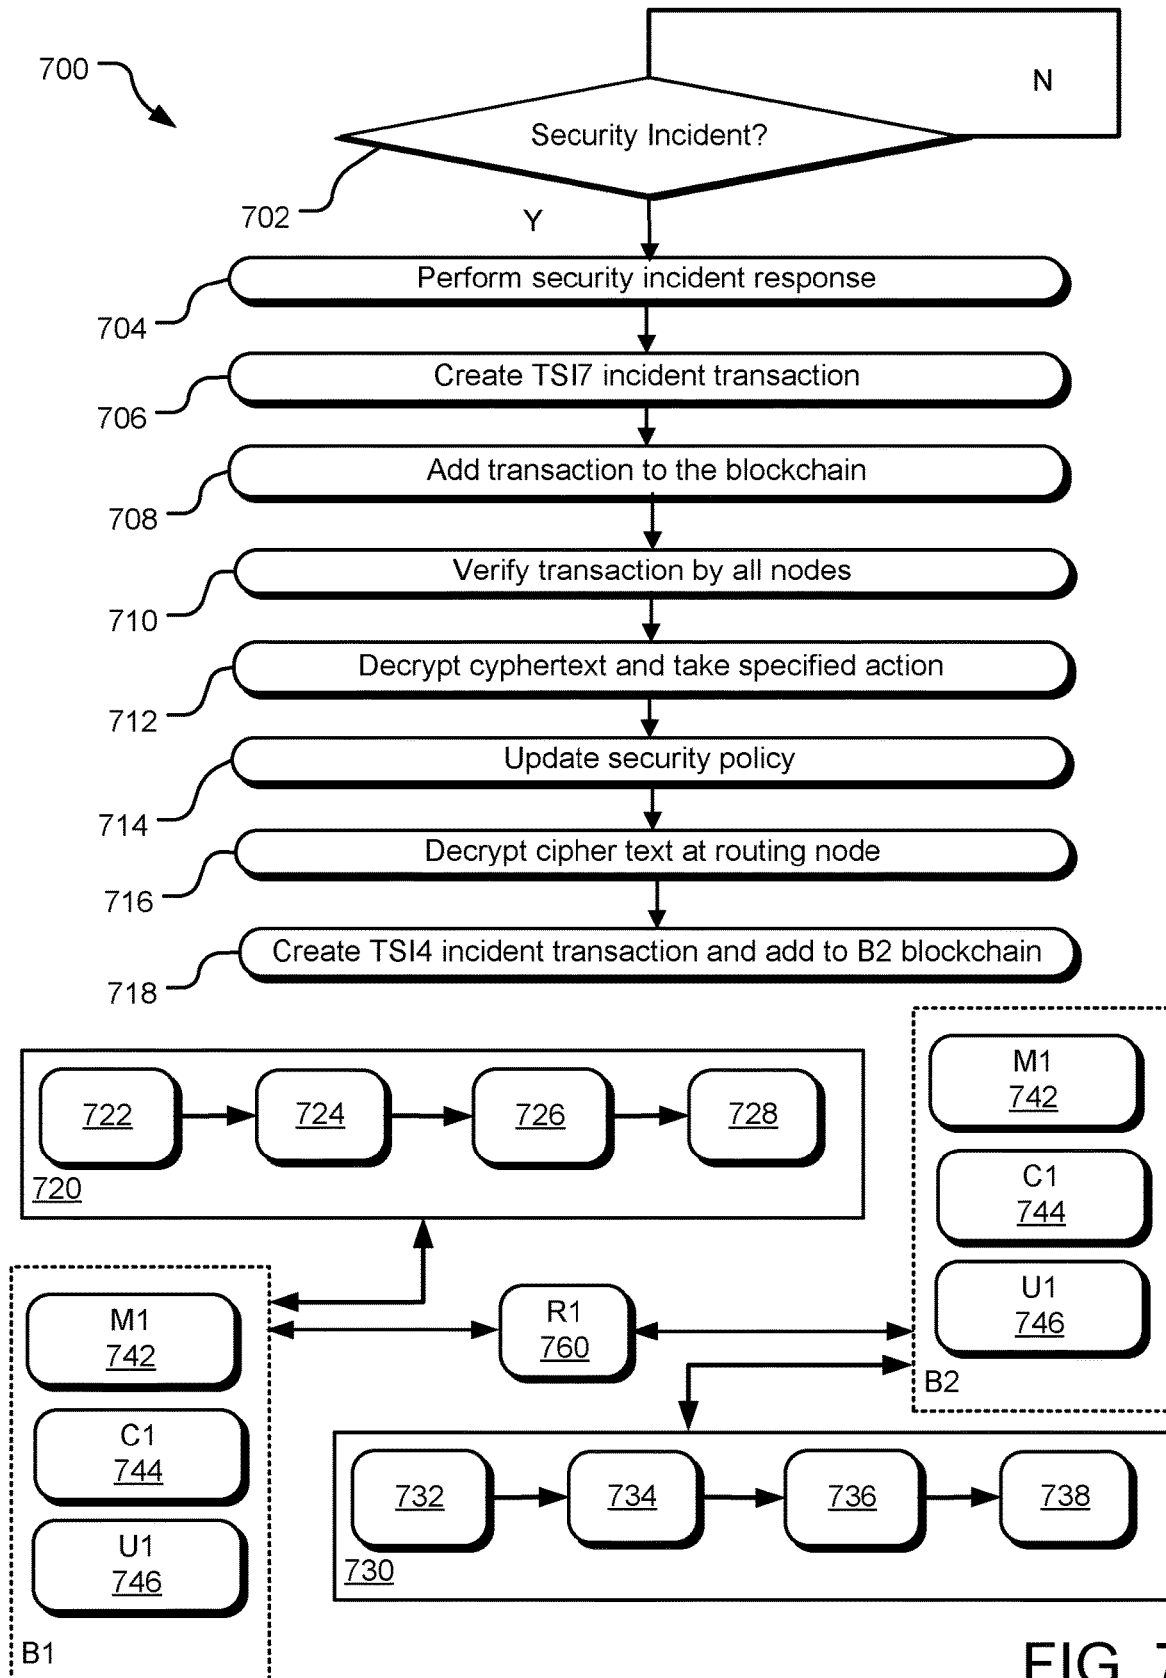 700
N
Security Incident?
702
Y
Perform security incident response
704
Create TSI7 incident transaction
706
Add transaction to the blockchain
708
Verify transaction by all nodes
710
Decrypt cyphertext and take specified action
712
Update security policy
714
Decrypt cipher text at routing node
716
Create TSI4 incident transaction and add to B2 blockchain
718
722
724
726
728
720
M1
742
C1
744
U1
746
B2
R1
760
M1
742
C1
744
U1
746
B1
732
734
736
738
730
FIG. 7